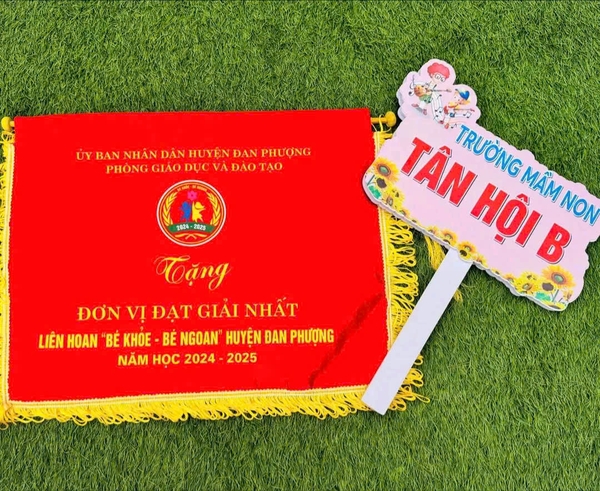 ỦY BAN NHÂN DÂN HUYỆN ĐAN PHƯỢNG
PHÒNG GIÁO DỤC VÀ ĐÀO TẠO
2024 - 2025
Tặng
ĐƠN VỊ ĐẠT GIẢI NHẤT
LIÊN HOAN "BÉ KHỎE - BÉ NGOAN" HUYỆN ĐAN PHƯỢNG
NĂM HỌC 2024 - 2025
TRƯỜNG MẦM NON
TÂN HỘI B